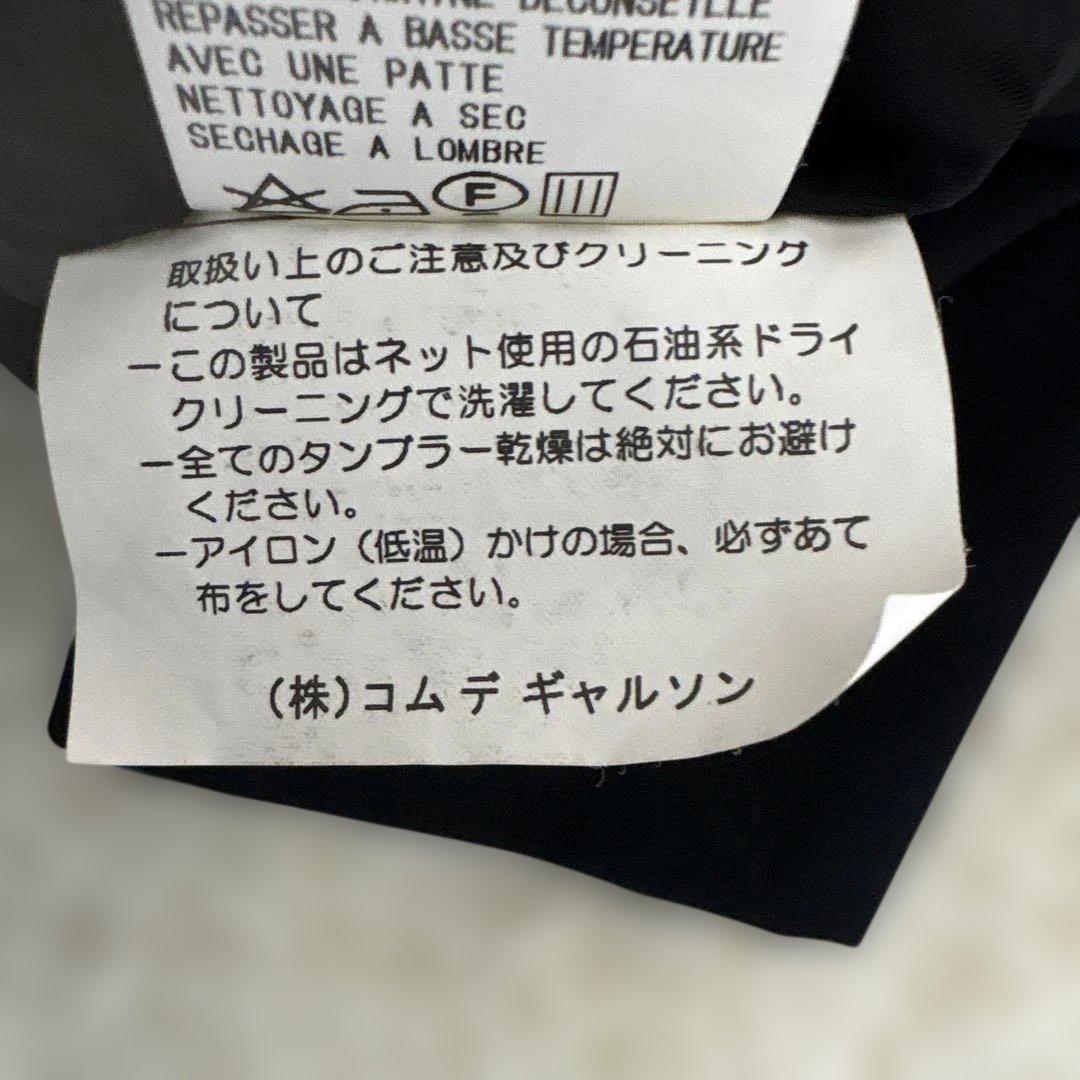 DECONSEILLE
REPASSER A BASSE TEMPERATURE
AVEC UNE PATTE
NETTOYAGE A SEC
SECHAGE A LOMBRE
F
取扱い上のご注意及びクリーニング
について
ーこの製品はネット使用の石油系ドライ
クリーニングで洗濯してください。
ー全てのタンブラー乾燥は絶対にお避け
ください。
ーアイロン（低温）かけの場合、必ずあて
布をしてください。
(株)コム デ ギャルソン